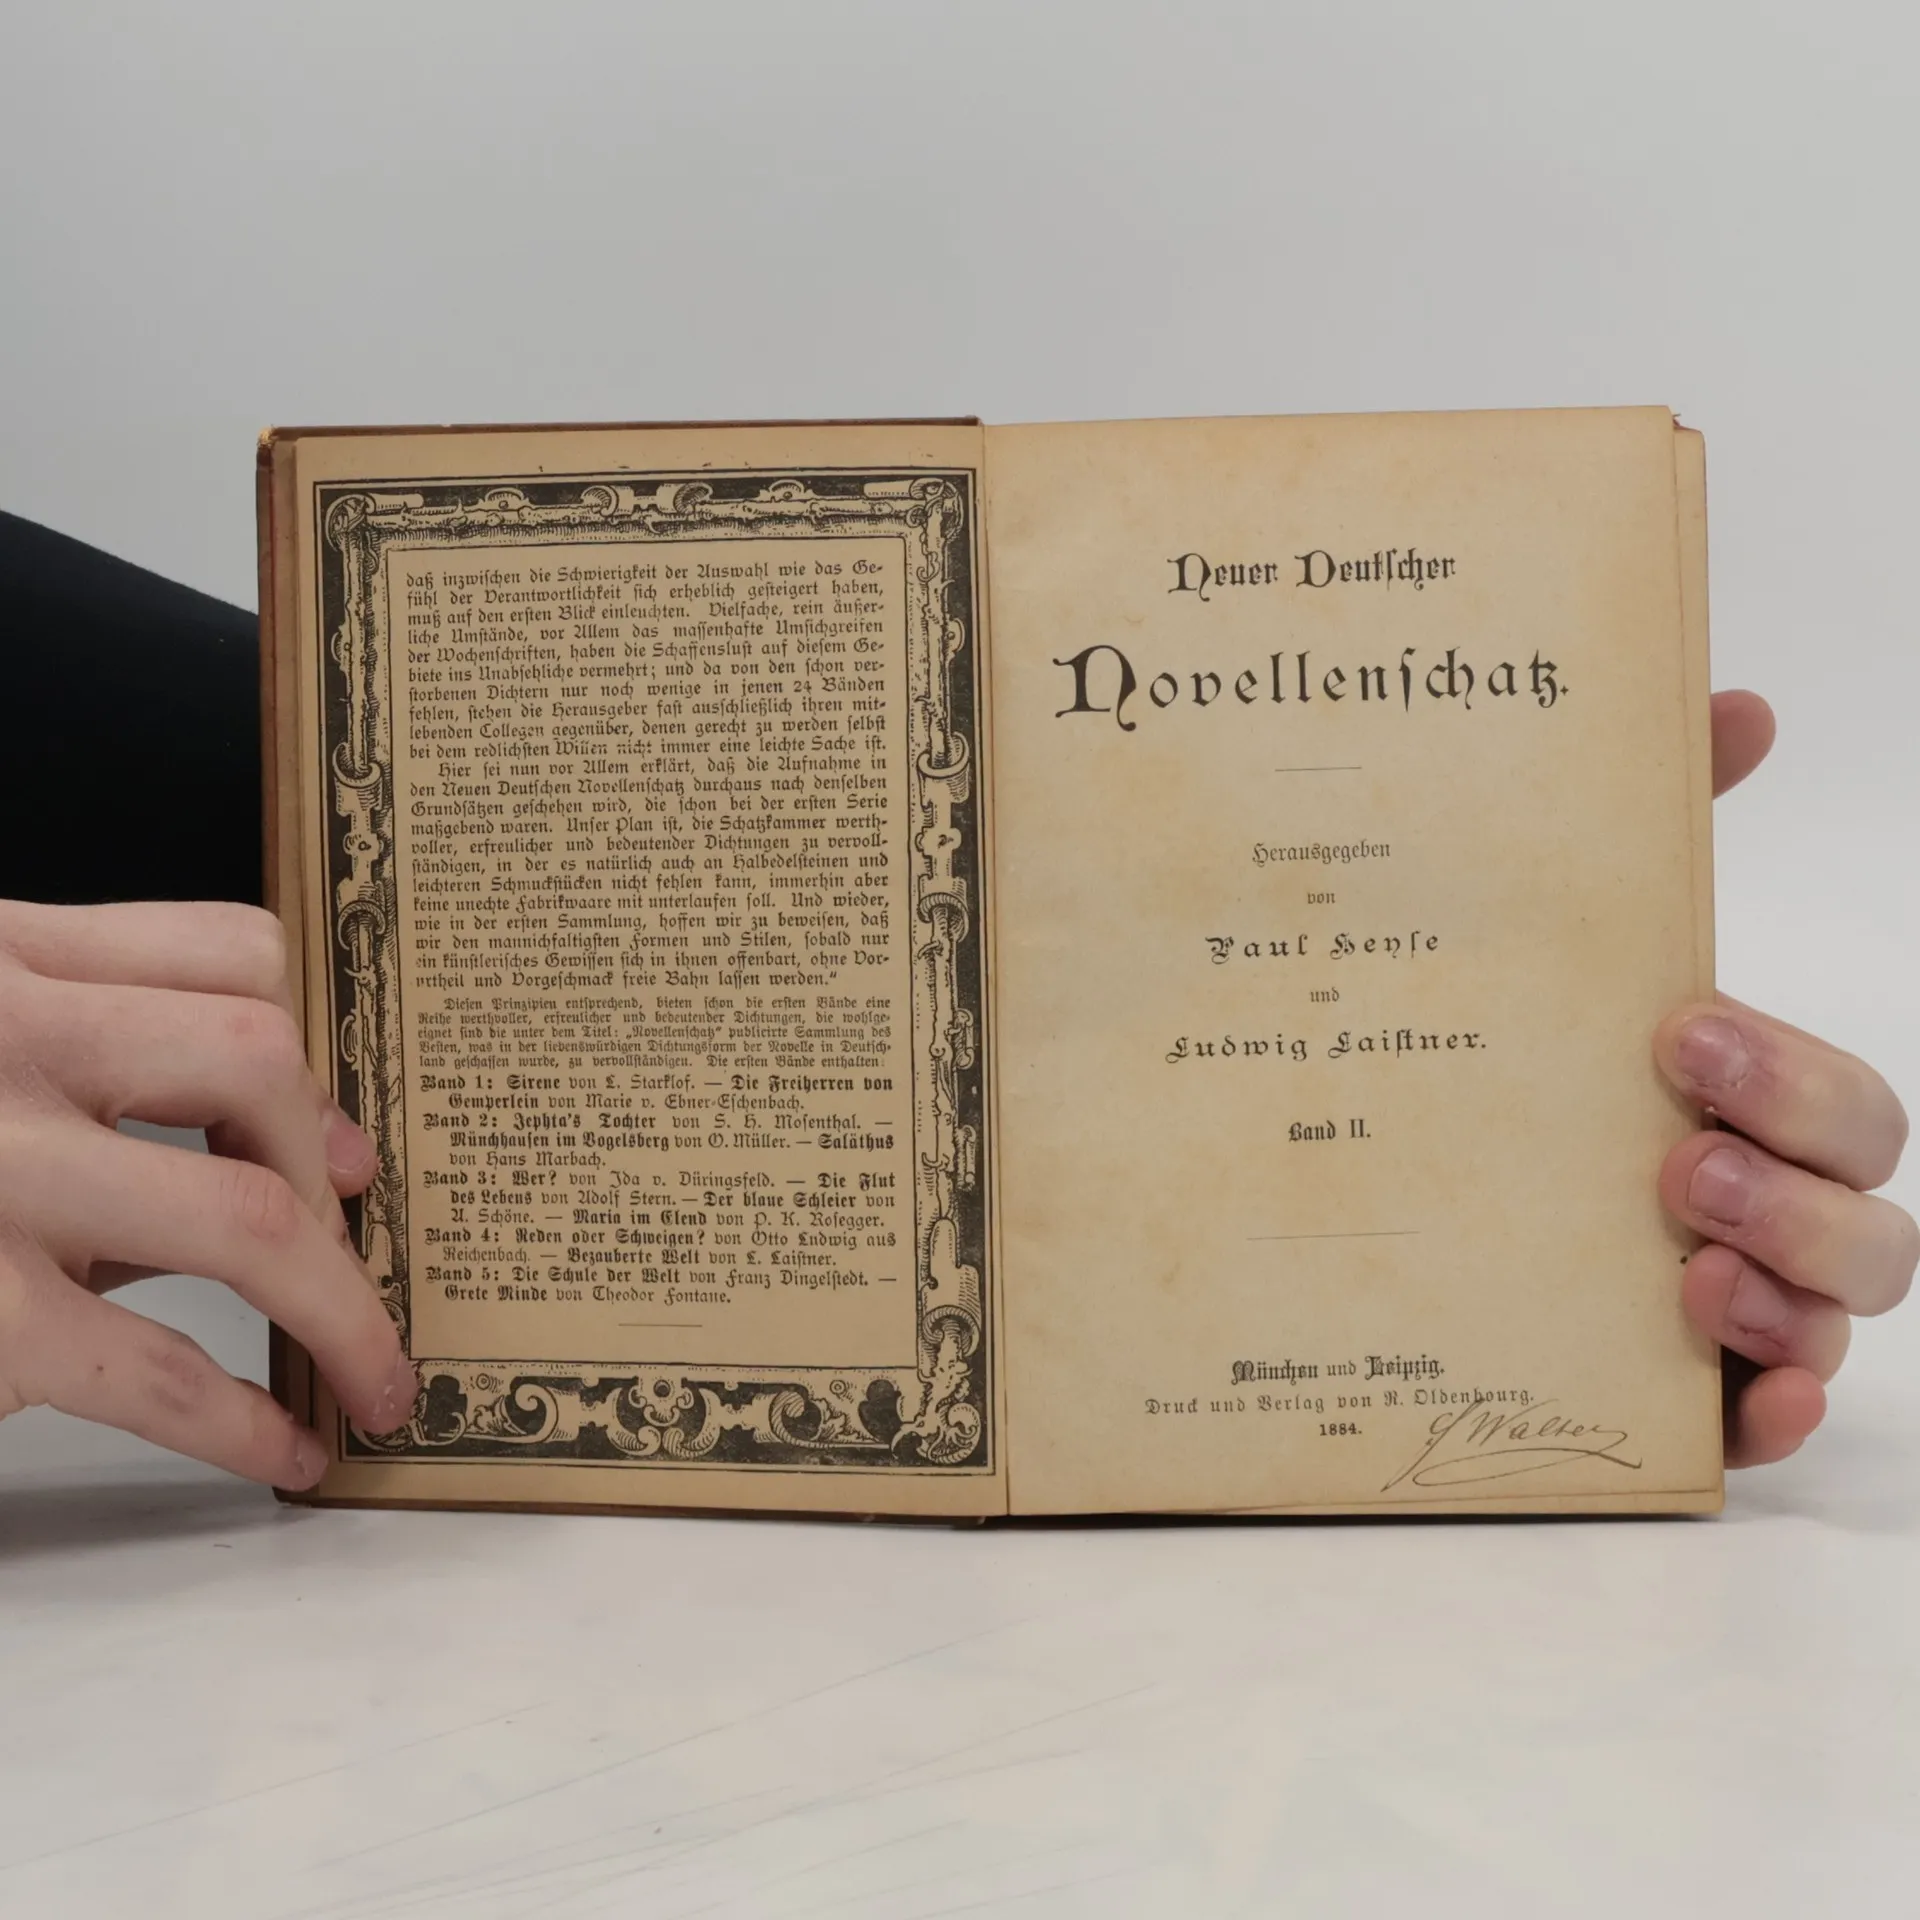 daß inzwiſchen die Schwierigkeit der Auswahl wie das Ge-
fühl der Verantwortlichkeit ſich erheblich geſteigert haben,
muß auf den erſten Blick einleuchten. Vielfache, rein äußer-
liche Umſtände, vor Allem das maſſenhafte Umſichgreifen
der Wochenſchriften, haben die Schaffensluſt auf dieſem Ge-
biete ins Unabſehliche vermehrt; und da von den ſchon ver-
ſtorbenen Dichtern nur noch wenige in jenen 24 Bänden
fehlen, ſtehen die Herausgeber faſt ausſchließlich ihren mit-
lebenden Collegen gegenüber, denen gerecht zu werden ſelbſt
bei dem redlichſten Willen nicht immer eine leichte Sache iſt.
Hier ſei nun vor Allem erklärt, daß die Aufnahme in
den Neuen Deutſchen Novellenſchatz durchaus nach denſelben
Grundſätzen geſchehen wird, die ſchon bei der erſten Serie
maßgebend waren. Unſer Plan iſt, die Schatzkammer werth-
voller, erfreulicher und bedeutender Dichtungen zu vervoll-
ſtändigen, in der es natürlich auch an Halbedelſteinen und
leichteren Schmuckſtücken nicht fehlen kann, immerhin aber
keine unechte Fabrikwaare mit unterlaufen ſoll. Und wieder,
wie in der erſten Sammlung, hoffen wir zu beweiſen, daß
wir den mannichfaltigſten Formen und Stilen, ſobald nur
ein künſtleriſches Gewiſſen ſich in ihnen offenbart, ohne Vor-
urtheil und Vorgeſchmack freie Bahn laſſen werden.“
Dieſen Prinzipien entſprechend, bieten ſchon die erſten Bände eine
Reihe werthvoller, erfreulicher und bedeutender Dichtungen, die wohlge-
eignet ſind die unter dem Titel: „Novellenſchatz“ publicirte Sammlung des
Beſten, was in der liebenswürdigen Dichtungsform der Novelle in Deutſch-
land geſchaffen wurde, zu vervollſtändigen. Die erſten Bände enthalten:
Band 1: Sirene von L. Starklof. — Die Freiherren von
Gemperlein von Marie v. Ebner-Eſchenbach.
Band 2: Jephta's Tochter von S. H. Moſenthal. —
Münchhauſen im Vogelsberg von O. Müller. — Saläthus
von Hans Marbach.
Band 3: Wer? von Ida v. Düringsfeld. — Die Flut
des Lebens von Adolf Stern. — Der blaue Schleier von
A. Schöne. — Maria im Elend von P. K. Roſegger.
Band 4: Reden oder Schweigen? von Otto Ludwig aus
Reichenbach. — Bezauberte Welt von L. Laiſtner.
Band 5: Die Schule der Welt von Franz Dingelſtedt. —
Grete Minde von Theodor Fontane.
Neuer Deutſcher
Novellenſchatz.
Herausgegeben
von
Paul Heyſe
und
Ludwig Laiſtner.
Band II.
München und Leipzig.
Druck und Verlag von R. Oldenbourg.
1884.
Walser